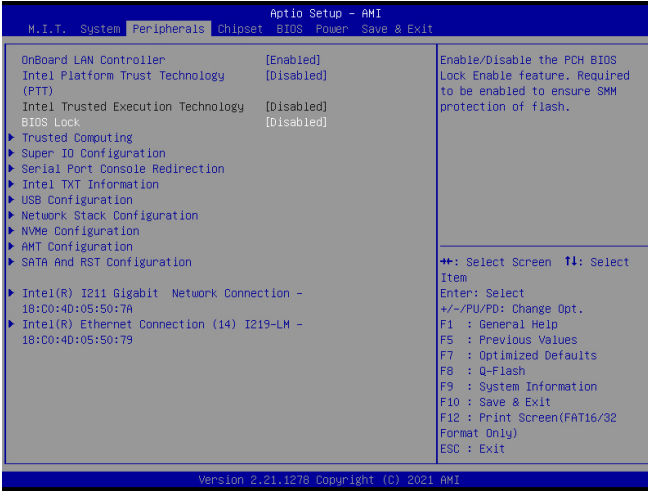 Aptio Setup - AMI
M.I.T. System Peripherals Chipset BIOS Power Save & Exit
OnBoard LAN Controller [Enabled]
Intel Platform Trust Technology [Disabled]
(PTT)
Intel Trusted Execution Technology [Disabled]
BIOS Lock [Disabled]
Trusted Computing
Super IO Configuration
Serial Port Console Redirection
Intel TXT Information
USB Configuration
Network Stack Configuration
NVMe Configuration
AMT Configuration
SATA And RST Configuration
Intel(R) I211 Gigabit Network Connection -
18:C0:4D:05:50:7A
Intel(R) Ethernet Connection (14) I219-LM -
18:C0:4D:05:50:79
Enable/Disable the PCH BIOS
Lock Enable feature. Required
to be enabled to ensure SMM
protection of flash.
→←: Select Screen ↑↓: Select
Item
Enter: Select
+/-/PU/PD: Change Opt.
F1 : General Help
F5 : Previous Values
F7 : Optimized Defaults
F8 : Q-Flash
F9 : System Information
F10 : Save & Exit
F12 : Print Screen(FAT16/32
Format Only)
ESC : Exit
Version 2.21.1278 Copyright (C) 2021 AMI